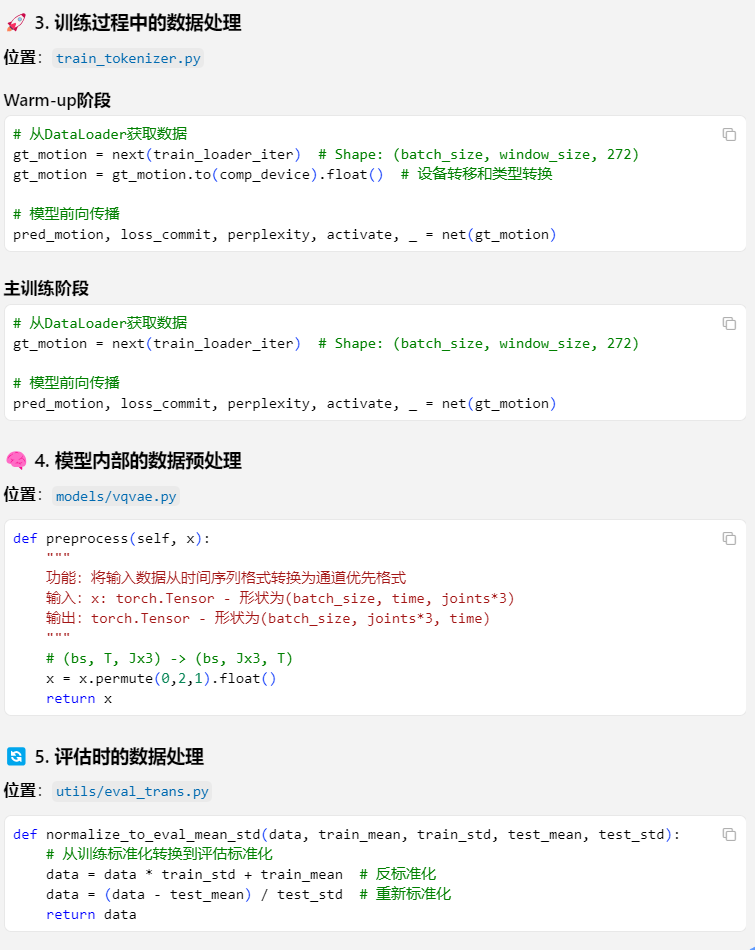 🚀 3. 训练过程中的数据处理
位置： train_tokenizer.py
Warm-up阶段
# 从DataLoader获取数据
gt_motion = next(train_loader_iter)  # Shape: (batch_size, window_size, 272)
gt_motion = gt_motion.to(comp_device).float()  # 设备转移和类型转换
# 模型前向传播
pred_motion, loss_commit, perplexity, activate, _ = net(gt_motion)
主训练阶段
# 从DataLoader获取数据
gt_motion = next(train_loader_iter)  # Shape: (batch_size, window_size, 272)
# 模型前向传播
pred_motion, loss_commit, perplexity, activate, _ = net(gt_motion)
🧠 4. 模型内部的数据预处理
位置： models/vqvae.py
def preprocess(self, x):
    """
    功能：将输入数据从时间序列格式转换为通道优先格式
    输入：x: torch.Tensor - 形状为(batch_size, time, joints*3)
    输出：torch.Tensor - 形状为(batch_size, joints*3, time)
    """
    # (bs, T, Jx3) -> (bs, Jx3, T)
    x = x.permute(0,2,1).float()
    return x
🔄 5. 评估时的数据处理
位置： utils/eval_trans.py
def normalize_to_eval_mean_std(data, train_mean, train_std, test_mean, test_std):
    # 从训练标准化转换到评估标准化
    data = data * train_std + train_mean  # 反标准化
    data = (data - test_mean) / test_std  # 重新标准化
    return data